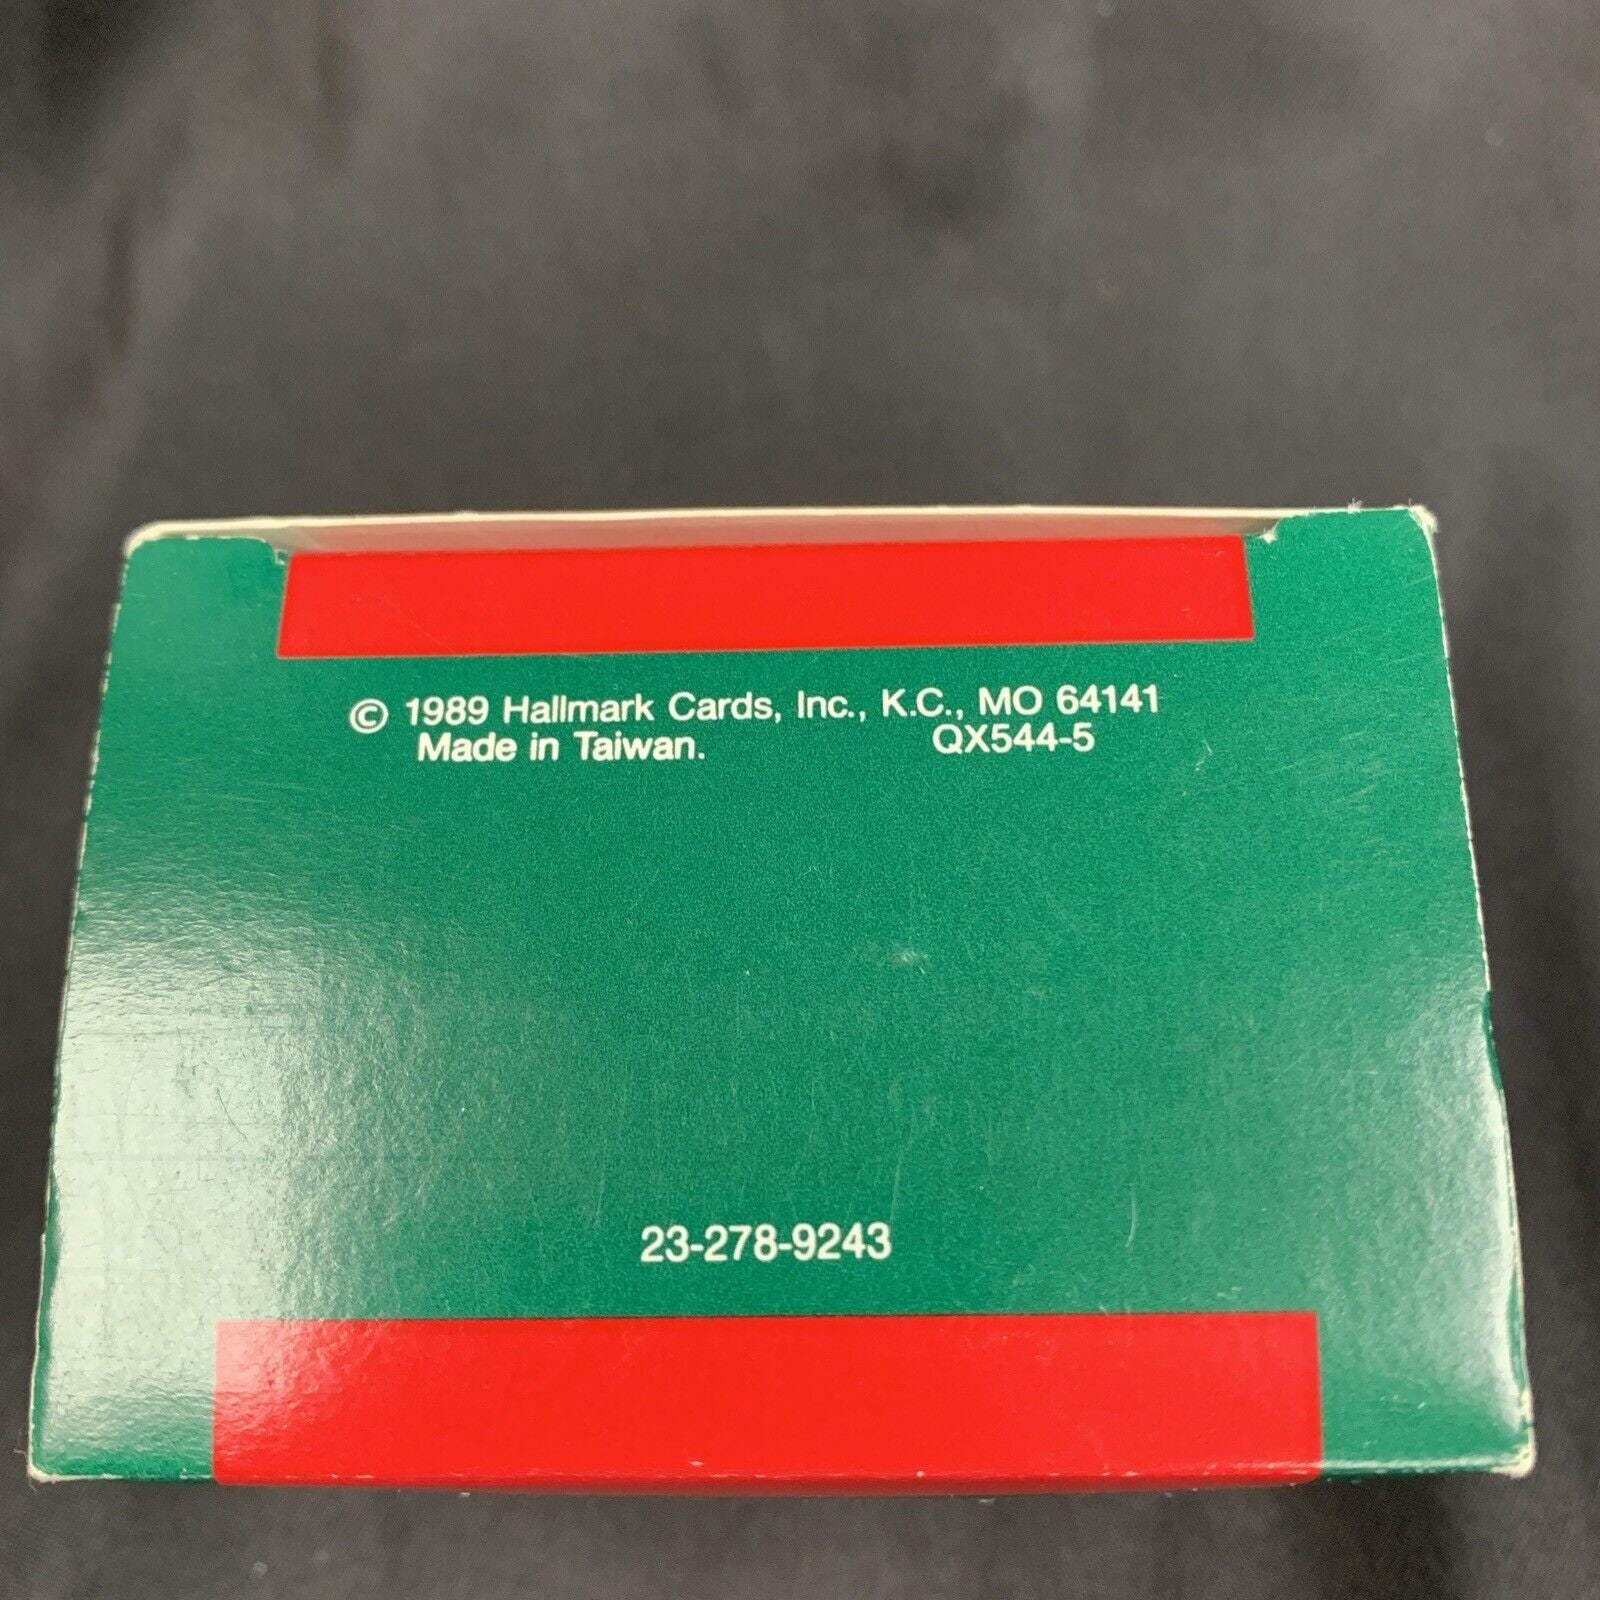 © 1989 Hallmark Cards, Inc., K.C., MO 64141
Made in Taiwan. QX544-5
23-278-9243